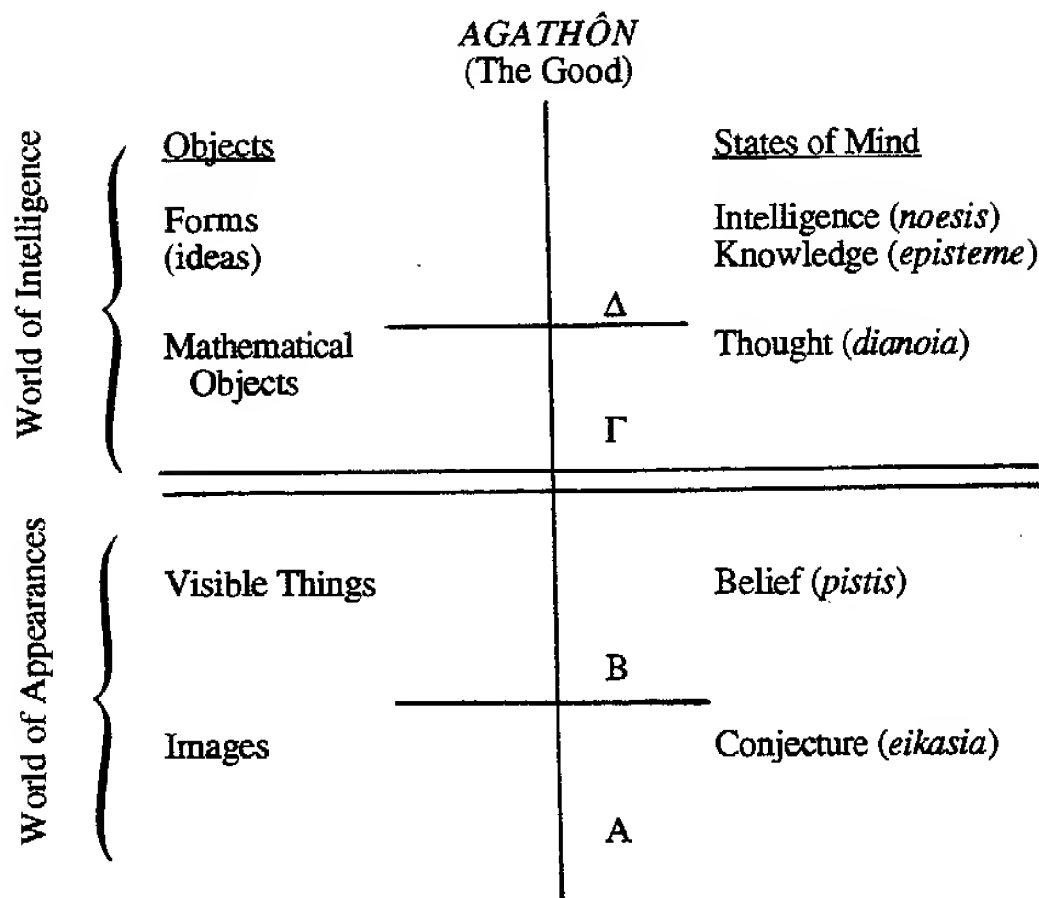 AGATHÔN
(The Good)
World of Intelligence
Objects
States of Mind
Forms
(ideas)
Intelligence (noesis)
Knowledge (episteme)
Δ
Mathematical
Objects
Thought (dianoia)
Γ
World of Appearances
Visible Things
Belief (pistis)
B
Images
Conjecture (eikasia)
A